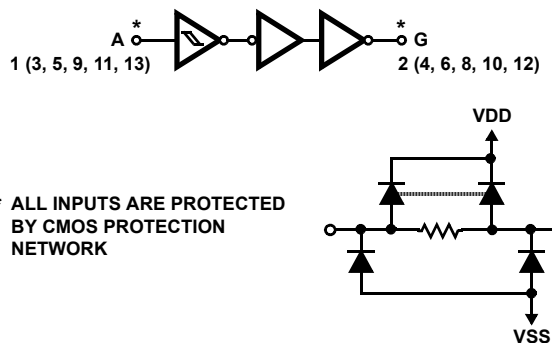 * *
A G
1 (3, 5, 9, 11, 13) 2 (4, 6, 8, 10, 12)
VDD
* ALL INPUTS ARE PROTECTED
BY CMOS PROTECTION
NETWORK
VSS